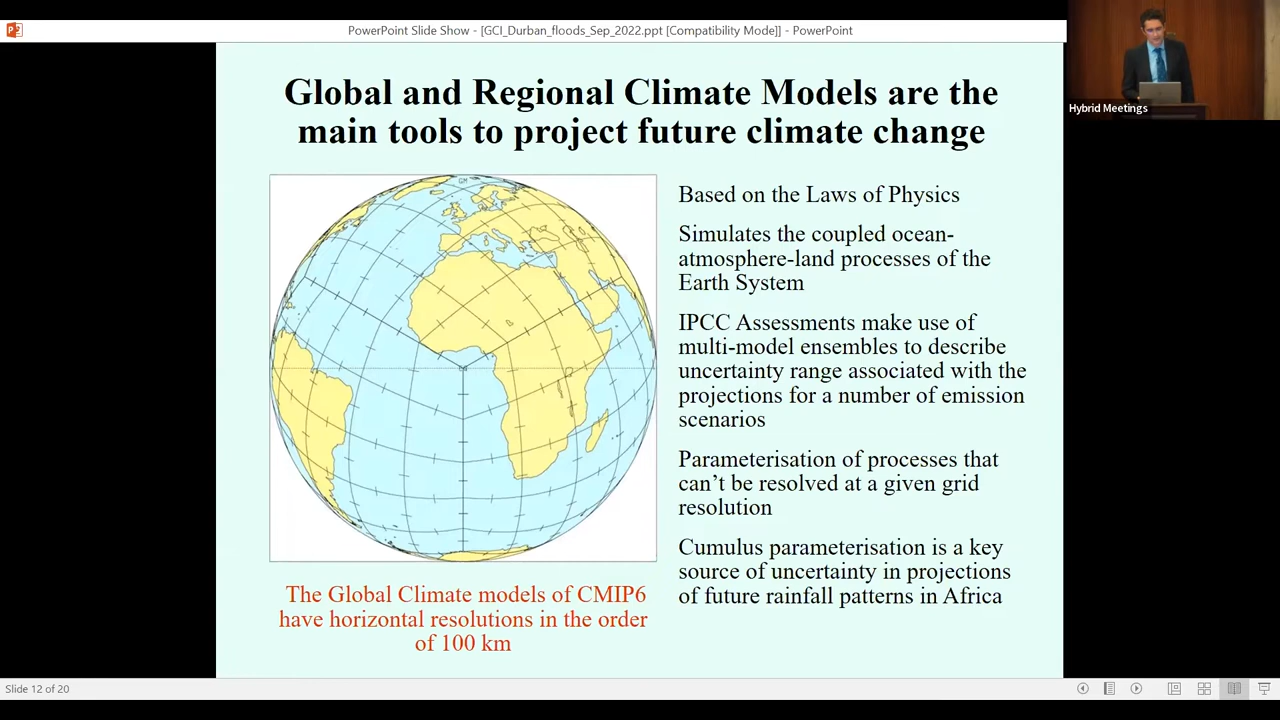 PowerPoint Slide Show - [GCI_Durban_floods_Sep_2022.ppt [Compatibility Mode]] - PowerPoint
Hybrid Meetings
Global and Regional Climate Models are the
main tools to project future climate change
Based on the Laws of Physics
Simulates the coupled ocean-
atmosphere-land processes of the
Earth System
IPCC Assessments make use of
multi-model ensembles to describe
uncertainty range associated with the
projections for a number of emission
scenarios
Parameterisation of processes that
can’t be resolved at a given grid
resolution
Cumulus parameterisation is a key
source of uncertainty in projections
of future rainfall patterns in Africa
The Global Climate models of CMIP6
have horizontal resolutions in the order
of 100 km
Slide 12 of 20